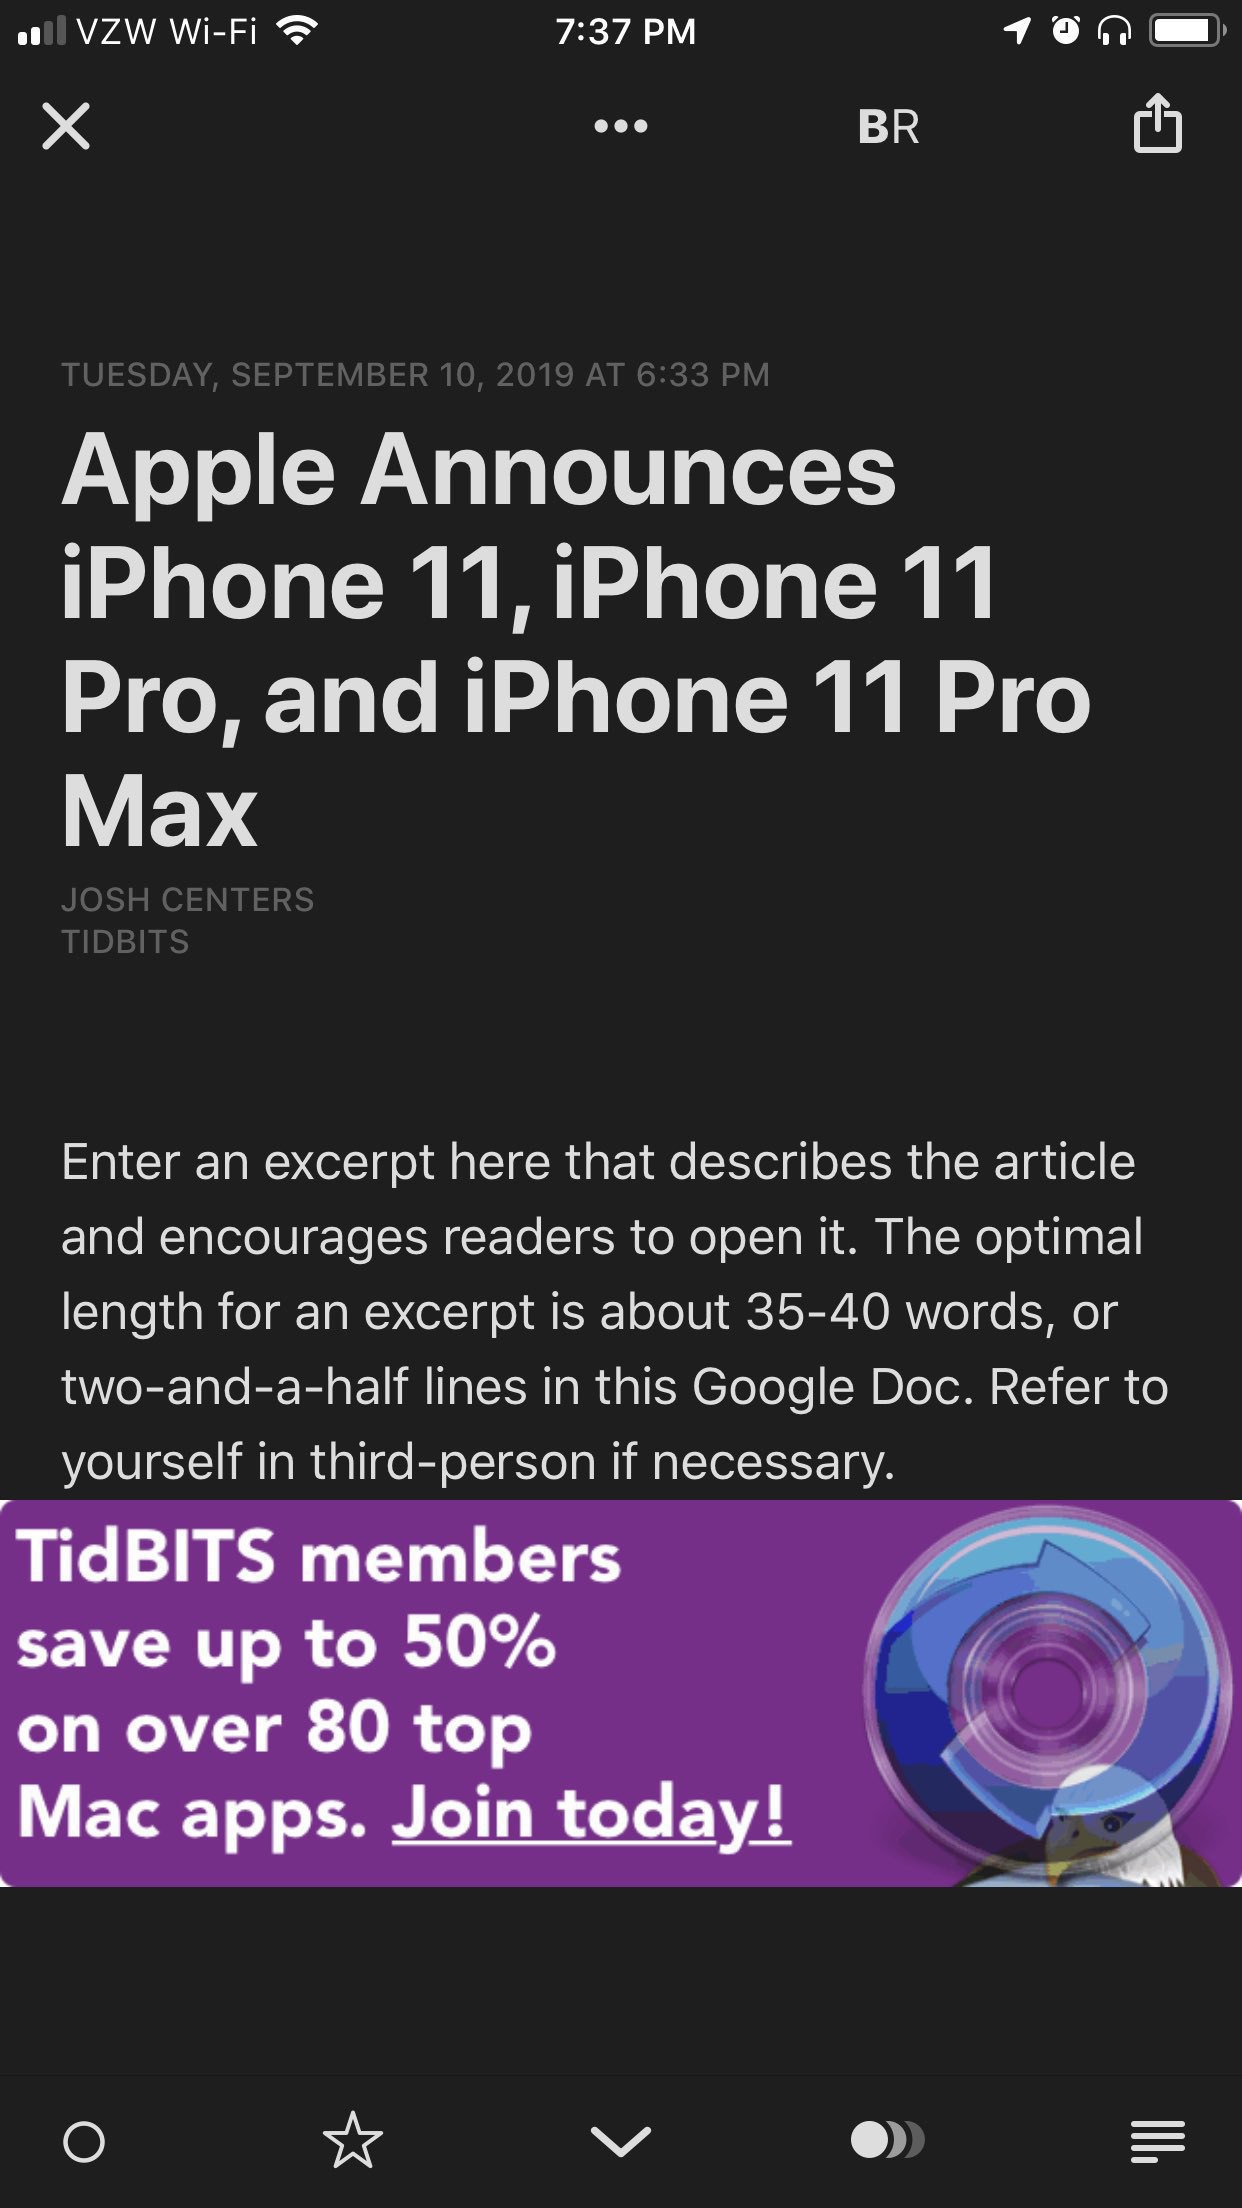 VZW Wi-Fi 7:37 PM
BR
TUESDAY, SEPTEMBER 10, 2019 AT 6:33 PM
Apple Announces
iPhone 11, iPhone 11
Pro, and iPhone 11 Pro
Max
JOSH CENTERS
TIDBITS
Enter an excerpt here that describes the article
and encourages readers to open it. The optimal
length for an excerpt is about 35-40 words, or
two-and-a-half lines in this Google Doc. Refer to
yourself in third-person if necessary.
TidBITS members
save up to 50%
on over 80 top
Mac apps. Join today!